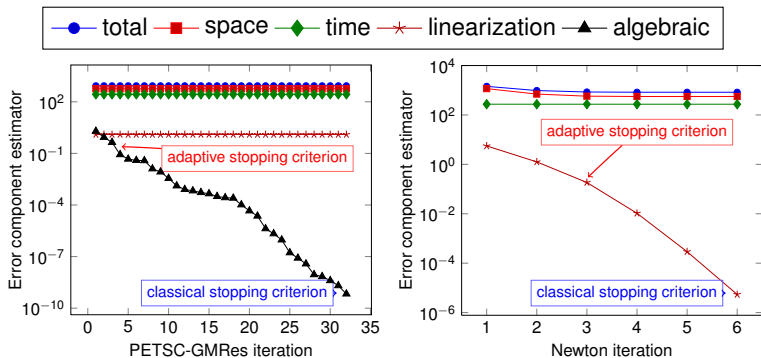 total space time linearization algebraic
Error component estimator
10^2
10^−1
10^−4
10^−7
10^−10
adaptive stopping criterion
classical stopping criterion
0 5 10 15 20 25 30 35
PETSC-GMRes iteration
Error component estimator
10^4
10^2
10^0
10^−2
10^−4
10^−6
adaptive stopping criterion
classical stopping criterion
1 2 3 4 5 6
Newton iteration